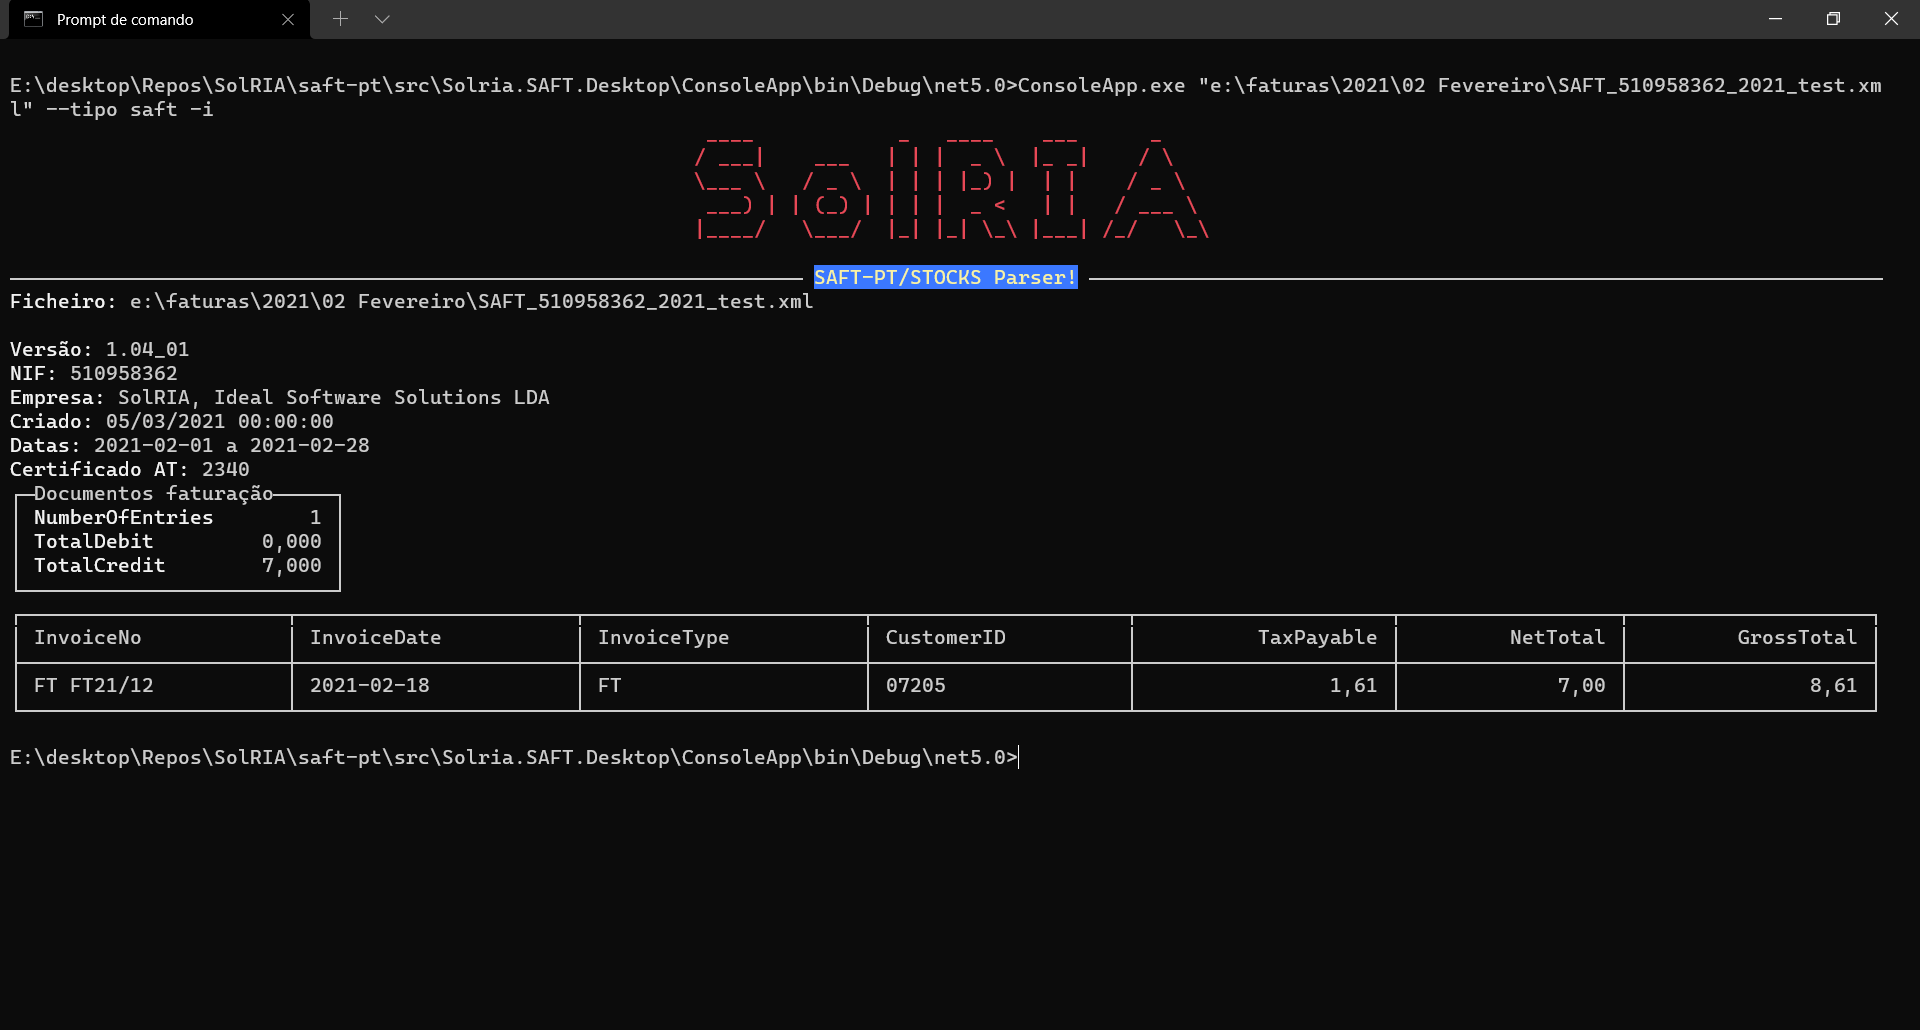 Prompt de comando
E:\desktop\Repos\SolRIA\saft-pt\src\Solria.SAFT.Desktop\ConsoleApp\bin\Debug\net5.0>ConsoleApp.exe "e:\faturas\2021\02 Fevereiro\SAFT_510958362_2021_test.xm
l" --tipo saft -i
SolRIA
SAFT-PT/STOCKS Parser!
Ficheiro: e:\faturas\2021\02 Fevereiro\SAFT_510958362_2021_test.xml
Versão: 1.04_01
NIF: 510958362
Empresa: SolRIA, Ideal Software Solutions LDA
Criado: 05/03/2021 00:00:00
Datas: 2021-02-01 a 2021-02-28
Certificado AT: 2340
Documentos faturação
NumberOfEntries 1
TotalDebit 0,000
TotalCredit 7,000
InvoiceNo InvoiceDate InvoiceType CustomerID TaxPayable NetTotal GrossTotal
FT FT21/12 2021-02-18 FT 07205 1,61 7,00 8,61
E:\desktop\Repos\SolRIA\saft-pt\src\Solria.SAFT.Desktop\ConsoleApp\bin\Debug\net5.0>